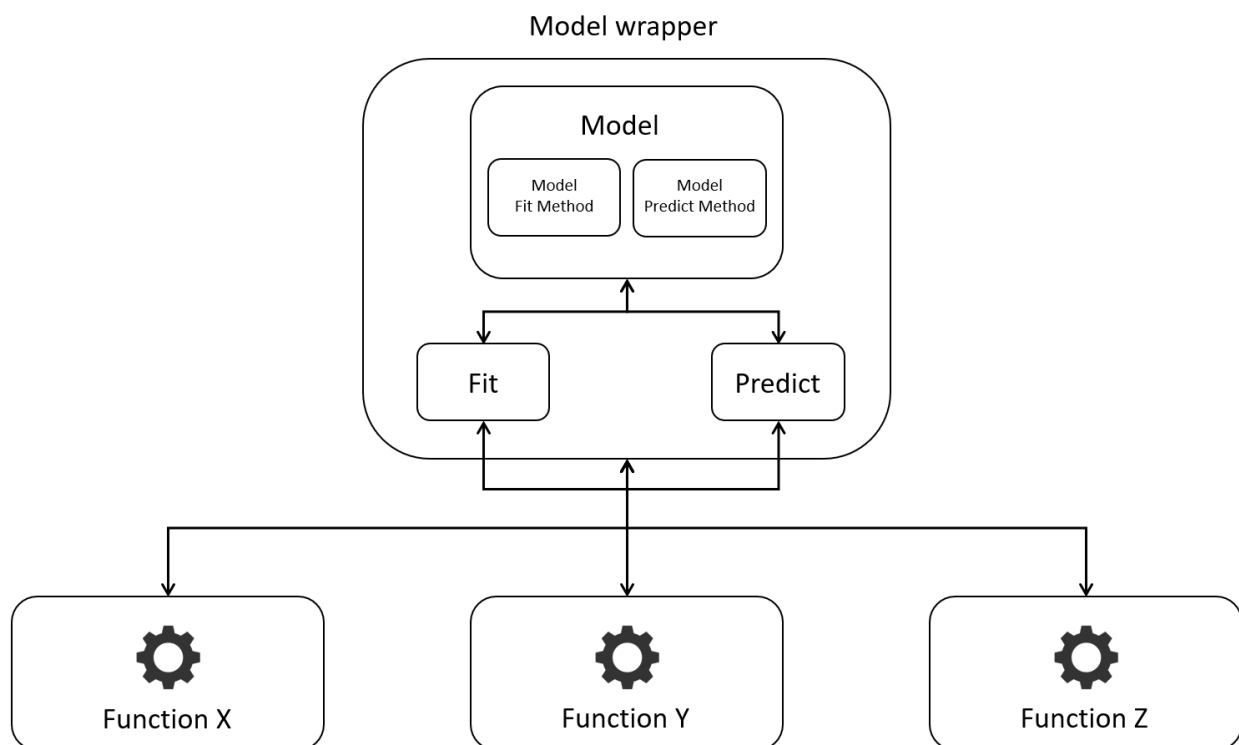 Model wrapper
Model
Model
Fit Method
Model
Predict Method
Fit
Predict
Function X
Function Y
Function Z